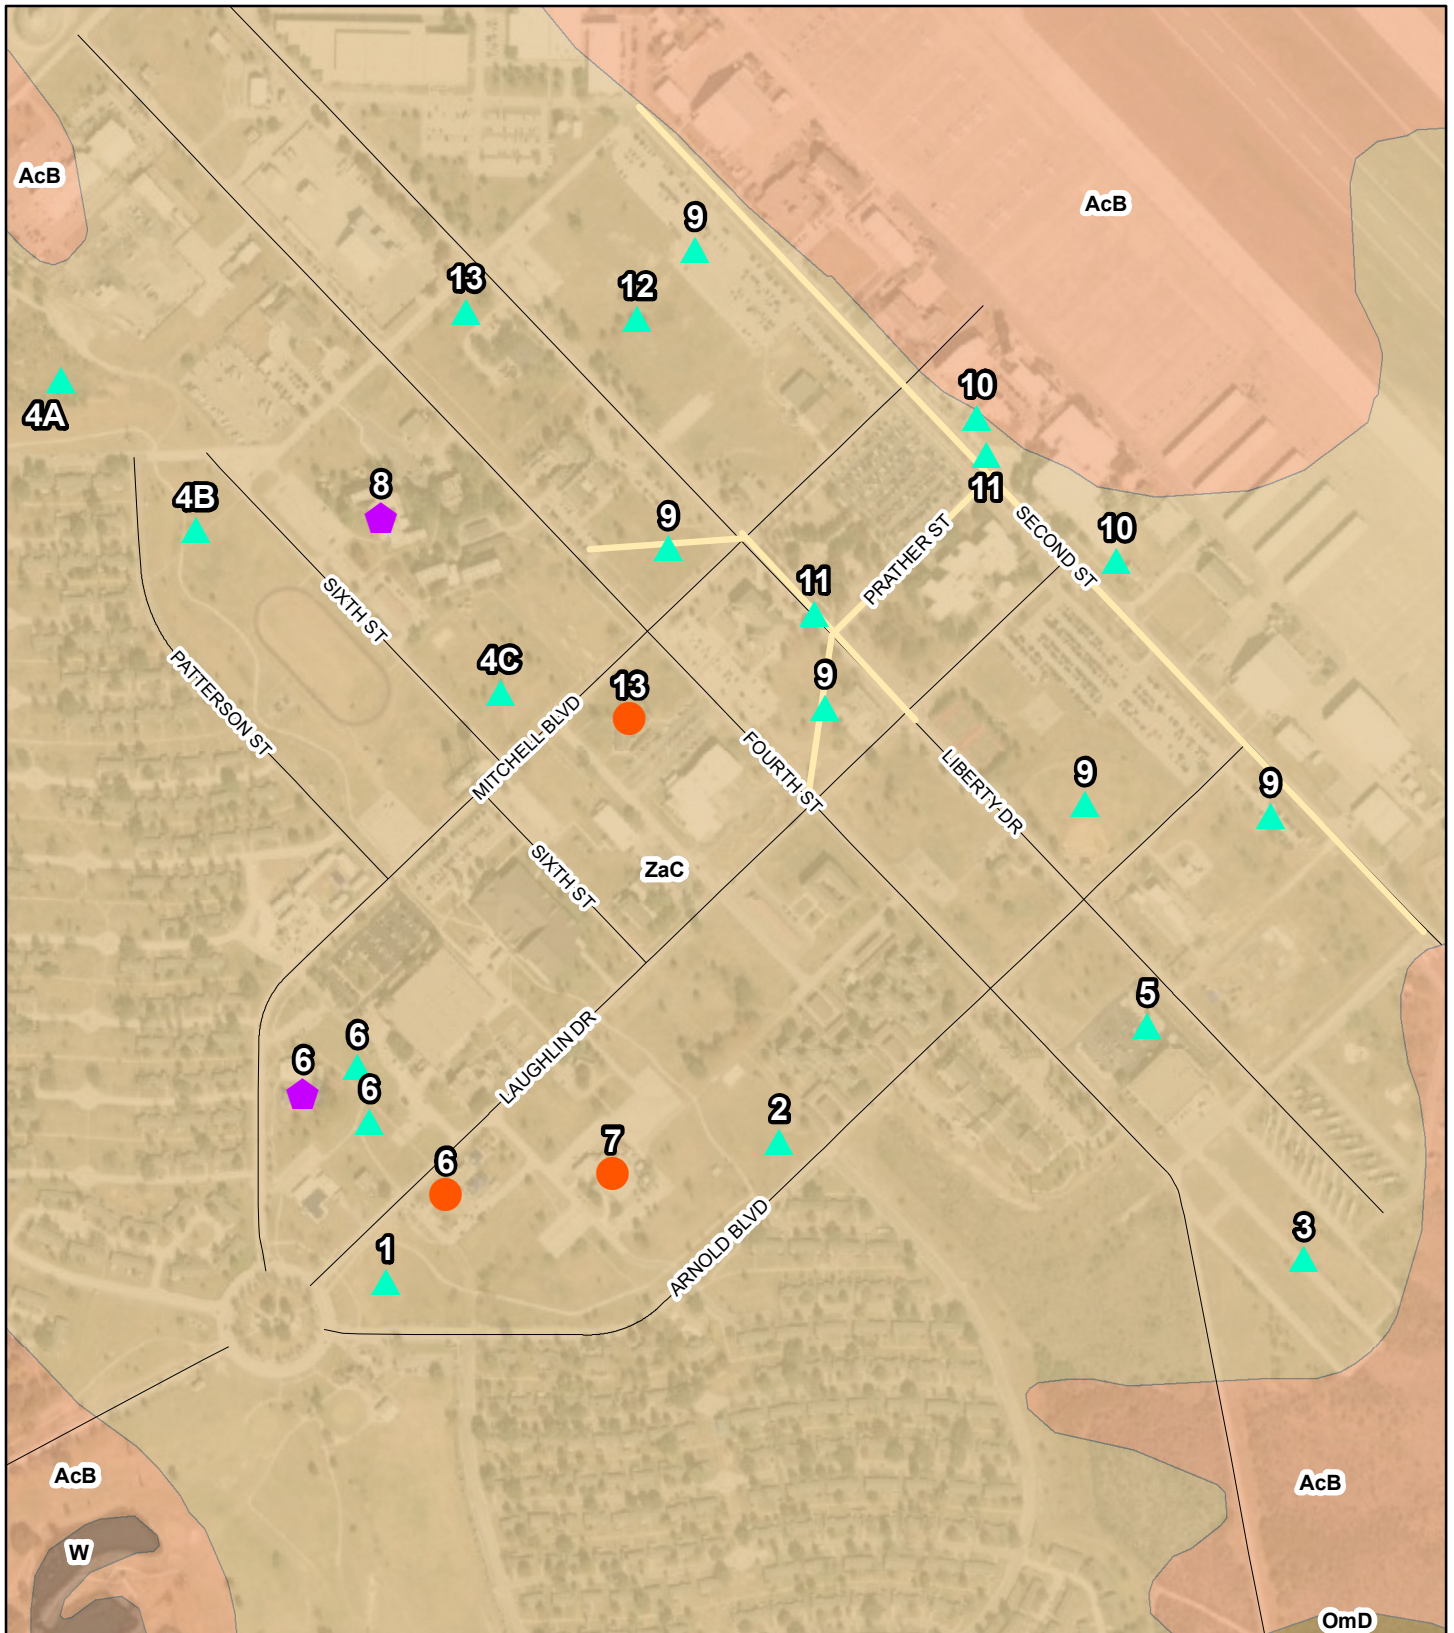 AcB
AcB
9
13
12
4A
10
11
4B
8
9
10
PRATHER ST
SECOND ST
11
SIXTH ST
4C
13
9
PATTERSON ST
MITCHELL BLVD
FOURTH ST
LIBERTY DR
9
9
ZaC
SIXTH ST
5
6
6
6
LAUGHLIN DR
2
7
6
1
ARNOLD BLVD
3
AcB
AcB
W
OmD